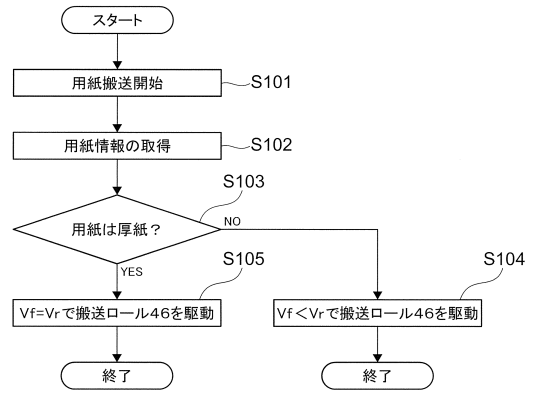 スタート
用紙搬送開始
S101
用紙情報の取得
S102
S103
用紙は厚紙？
NO
YES
S105
S104
Vf=Vrで搬送ロール46を駆動
Vf＜Vrで搬送ロール46を駆動
終了
終了